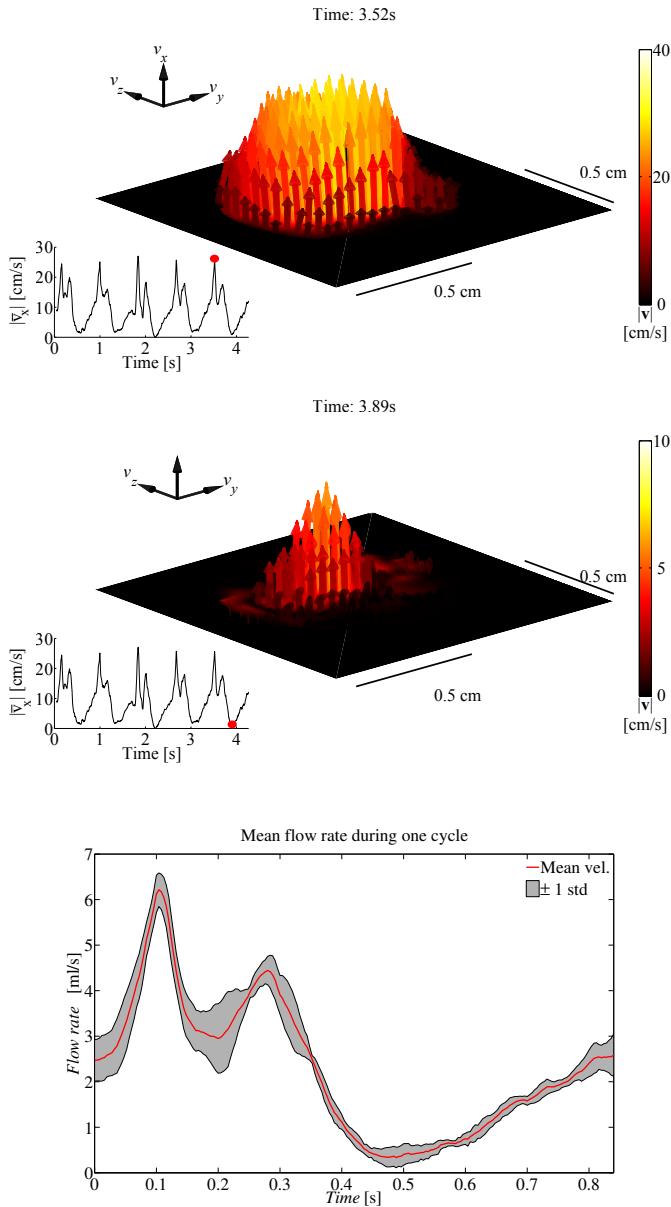 Time: 3.52s
v_x
v_z
v_y
40
20
0
|v|
[cm/s]
0.5 cm
0.5 cm
30
20
10
0
|v̅_x| [cm/s]
0 1 2 3 4
Time [s]
Time: 3.89s
v_z
v_y
10
5
0
|v|
[cm/s]
0.5 cm
0.5 cm
30
20
10
0
|v̅_x| [cm/s]
0 1 2 3 4
Time [s]
Mean flow rate during one cycle
7
6
5
4
3
2
1
0
Flow rate [ml/s]
Mean vel.
± 1 std
0 0.1 0.2 0.3 0.4 0.5 0.6 0.7 0.8
Time [s]